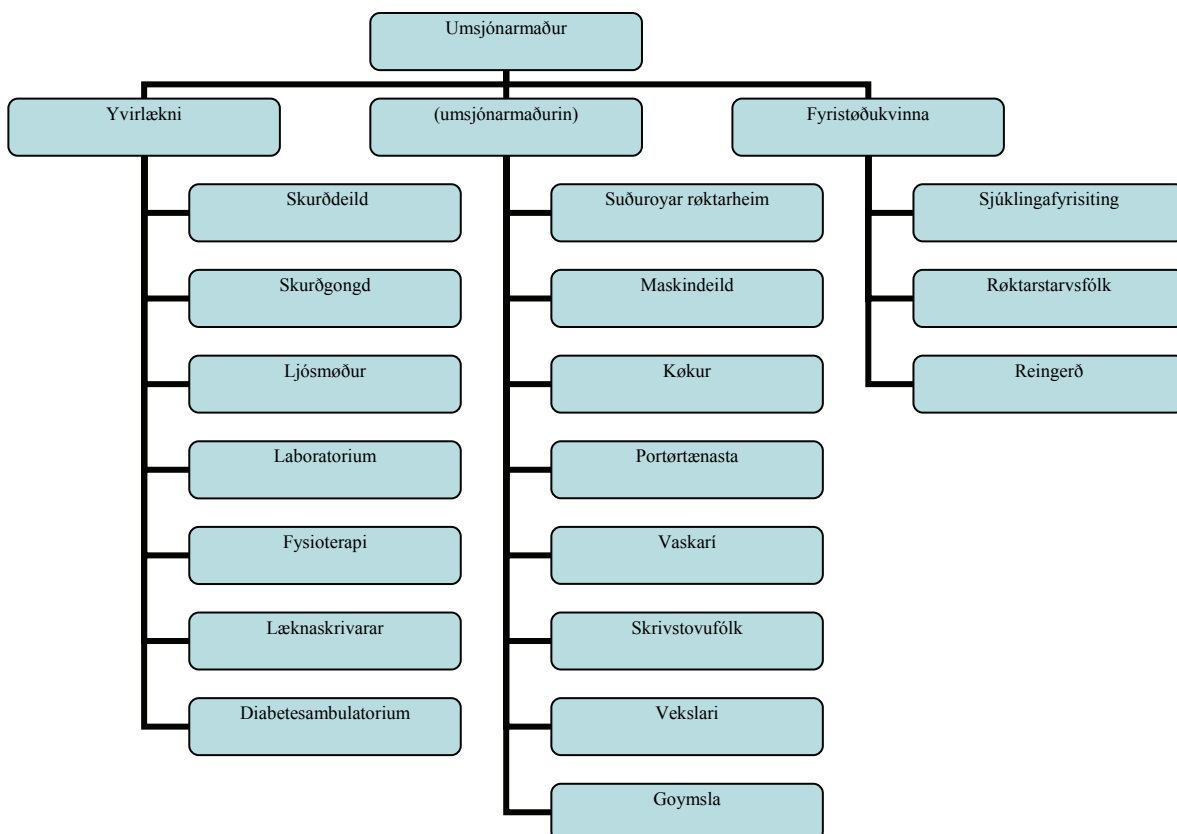 Umsjónarmaður
Yvirlækni
(umsjónarmaðurin)
Fyristøðukvinna
Skurðdeild
Suðuroyar røktarheim
Sjúklingafyrisiting
Skurðgongd
Maskindeild
Røktarstarvsfólk
Ljósmøður
Køkur
Reingerð
Laboratorium
Portørtænasta
Fysioterapi
Vaskarí
Læknaskrivarar
Skrivstovufólk
Diabetesambulatorium
Vekslari
Goymsla